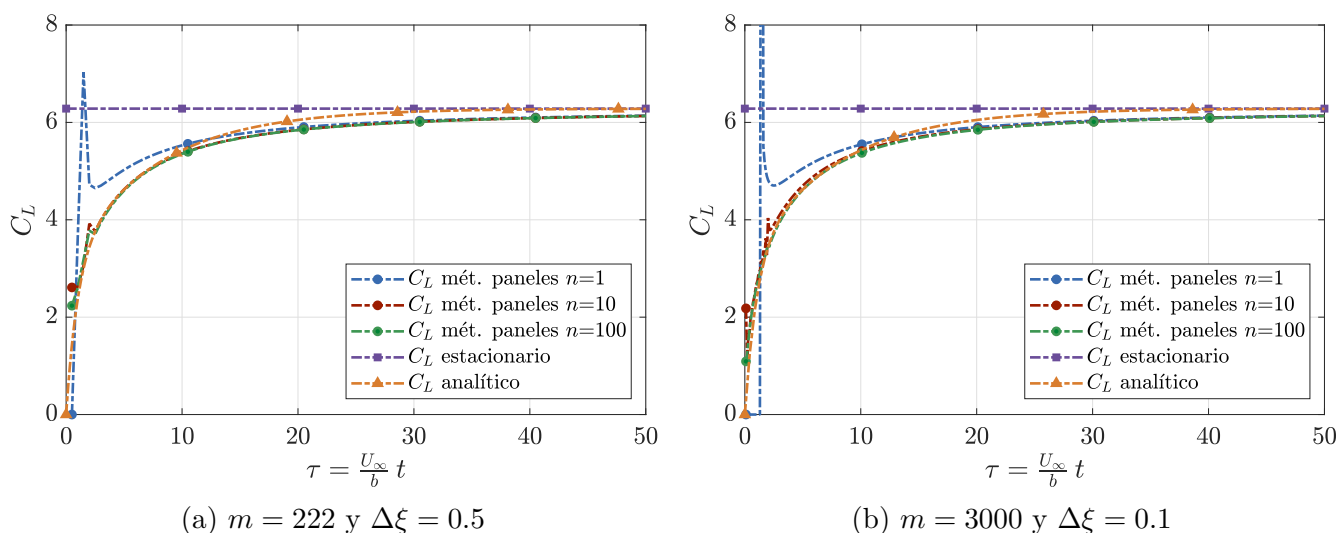 8
6
4
2
0
C_L
0 10 20 30 40 50
τ = U_∞/b t
C_L mét. paneles n=1
C_L mét. paneles n=10
C_L mét. paneles n=100
C_L estacionario
C_L analítico
(a) m = 222 y Δξ = 0.5
8
6
4
2
0
C_L
0 10 20 30 40 50
τ = U_∞/b t
C_L mét. paneles n=1
C_L mét. paneles n=10
C_L mét. paneles n=100
C_L estacionario
C_L analítico
(b) m = 3000 y Δξ = 0.1